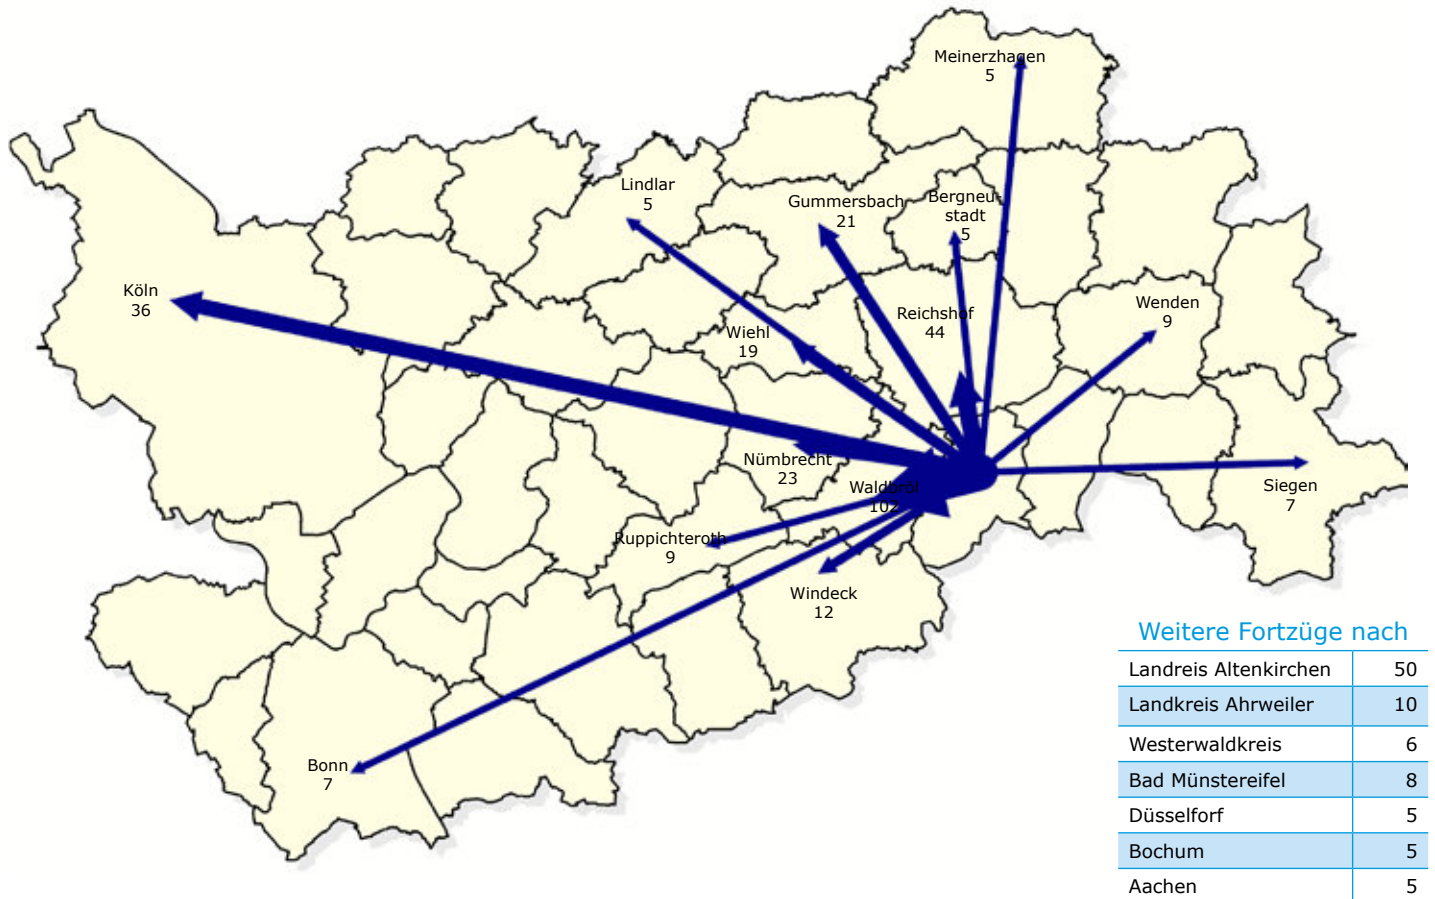 Meinerzhagen
5
Lindlar
5
Gummersbach
21
Bergneu-
stadt
5
Köln
36
Wiehl
19
Reichshof
44
Wenden
9
Nümbrecht
23
Waldbröl
102
Siegen
7
Ruppichteroth
9
Windeck
12
Bonn
7
Weitere Fortzüge nach
Landreis Altenkirchen 50
Landkreis Ahrweiler 10
Westerwaldkreis 6
Bad Münstereifel 8
Düsselforf 5
Bochum 5
Aachen 5